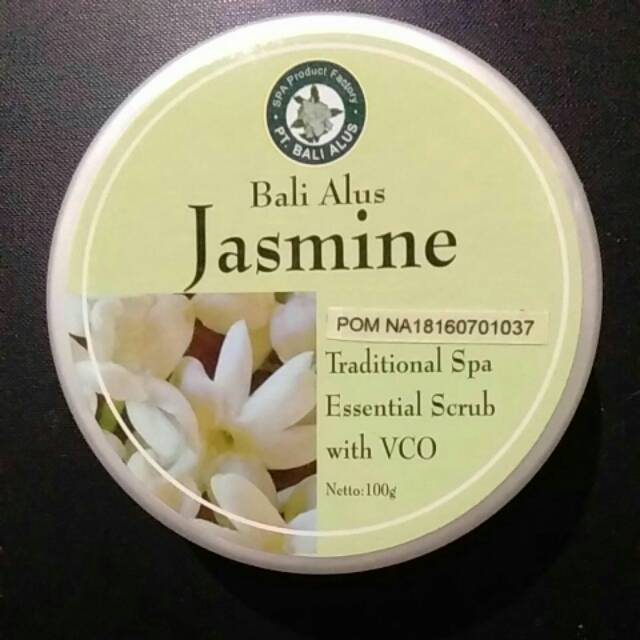 SPA Product Factory
PT. BALI ALUS
Bali Alus
Jasmine
POM NA18160701037
Traditional Spa
Essential Scrub
with VCO
Netto:100g